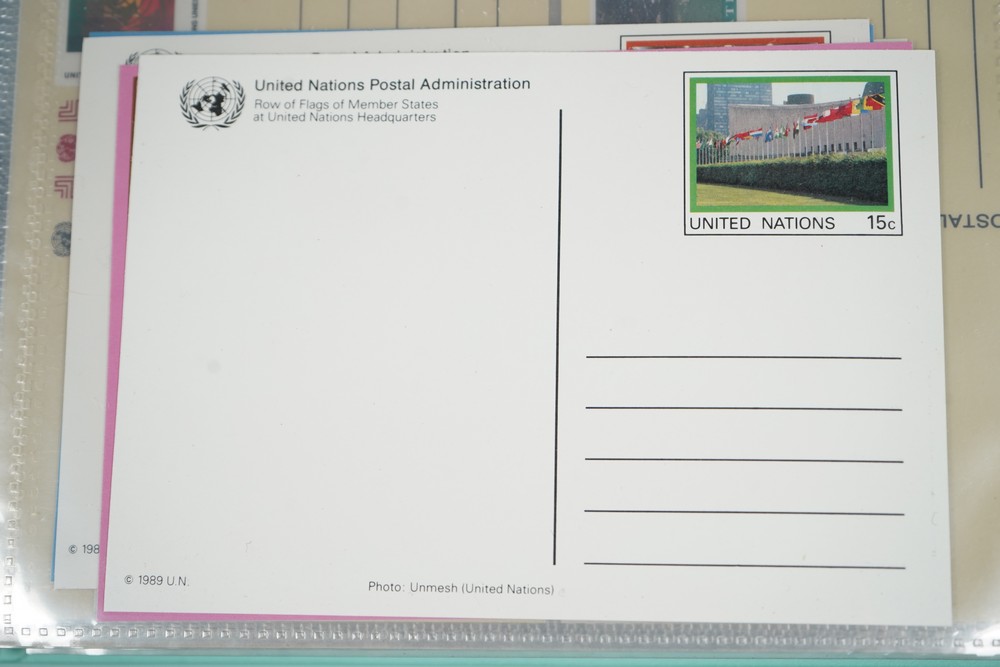 United Nations Postal Administration
Row of Flags of Member States
at United Nations Headquarters
UNITED NATIONS 15c
© 1989 U.N.
Photo: Unmesh (United Nations)
© 198